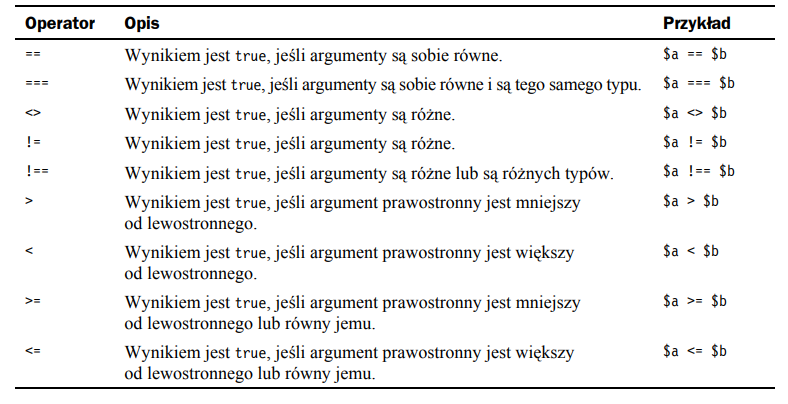 Operator Opis Przykład
== Wynikiem jest true, jeśli argumenty są sobie równe. $a == $b
=== Wynikiem jest true, jeśli argumenty są sobie równe i są tego samego typu. $a === $b
<> Wynikiem jest true, jeśli argumenty są różne. $a <> $b
!= Wynikiem jest true, jeśli argumenty są różne. $a != $b
!== Wynikiem jest true, jeśli argumenty są różne lub są różnych typów. $a !== $b
> Wynikiem jest true, jeśli argument prawostronny jest mniejszy $a > $b
od lewostronnego.
< Wynikiem jest true, jeśli argument prawostronny jest większy $a < $b
od lewostronnego.
>= Wynikiem jest true, jeśli argument prawostronny jest mniejszy $a >= $b
od lewostronnego lub równy jemu.
<= Wynikiem jest true, jeśli argument prawostronny jest większy $a <= $b
od lewostronnego lub równy jemu.